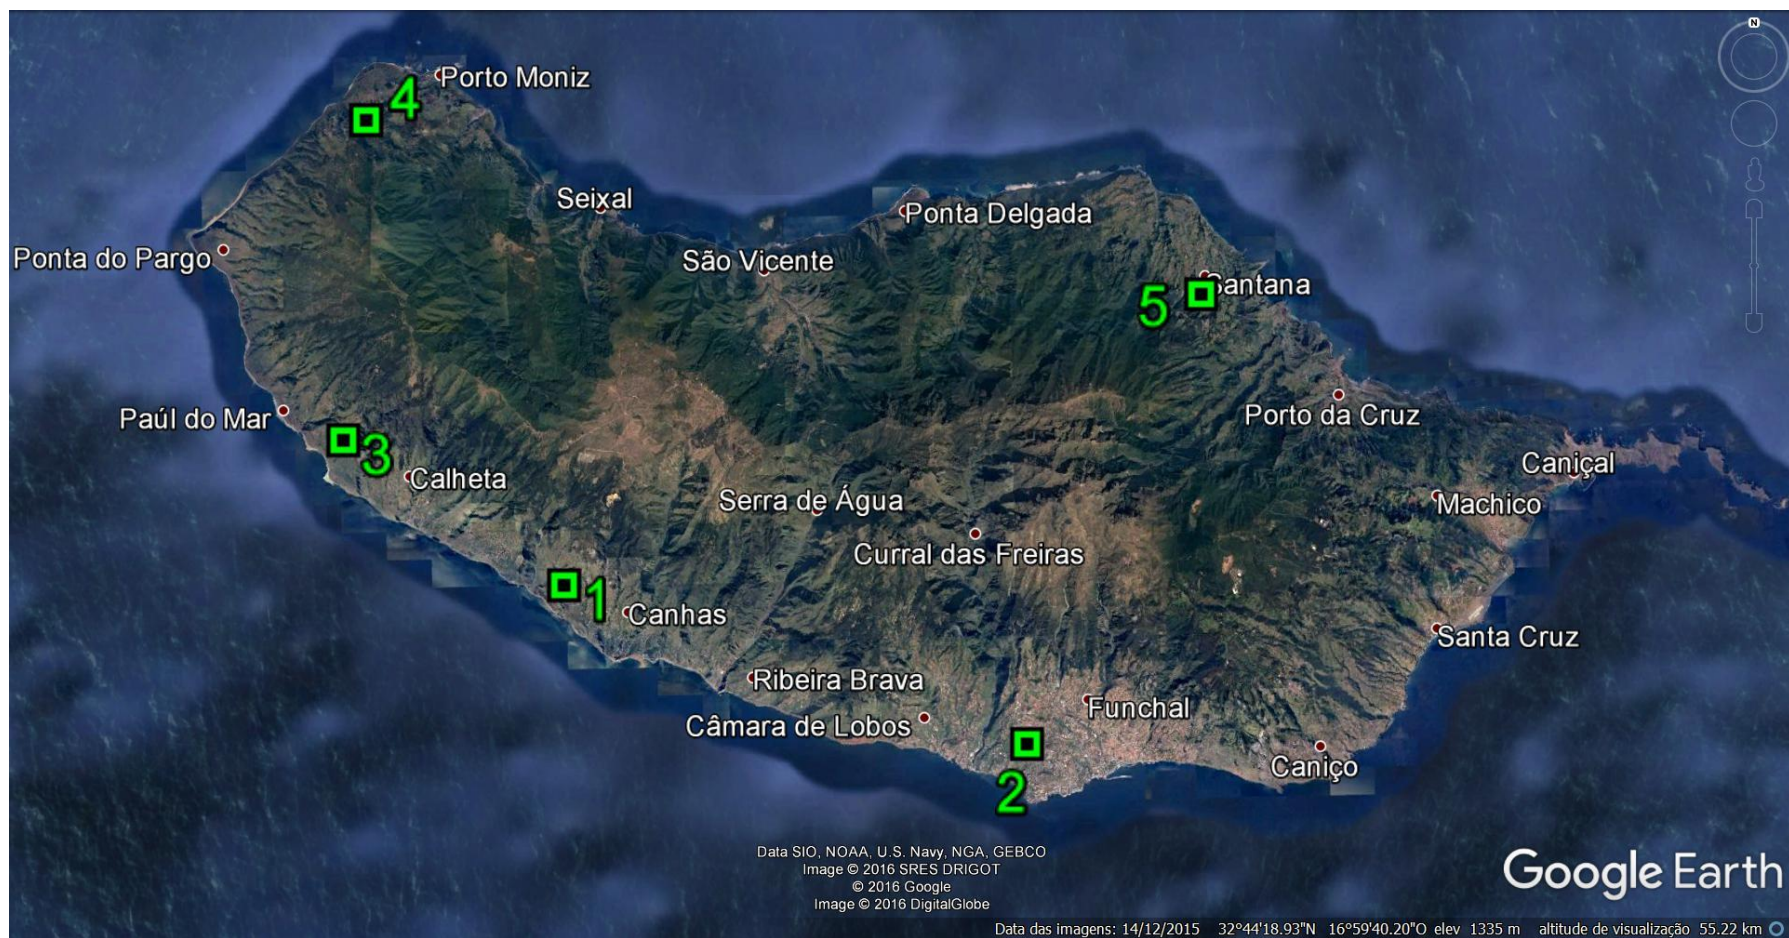 N
Porto Moniz
4
Seixal
Ponta Delgada
Ponta do Pargo
São Vicente
Santana
5
Paúl do Mar
Porto da Cruz
3
Calheta
Caniçal
Serra de Água
Machico
Curral das Freiras
1
Canhas
Santa Cruz
Ribeira Brava
Funchal
Câmara de Lobos
2
Caniço
Data SIO, NOAA, U.S. Navy, NGA, GEBCO
Image © 2016 SRES DRIGOT
© 2016 Google
Image © 2016 DigitalGlobe
Google Earth
Data das imagens: 14/12/2015 32°44'18.93"N 16°59'40.20"O elev 1335 m altitude de visualização 55.22 km